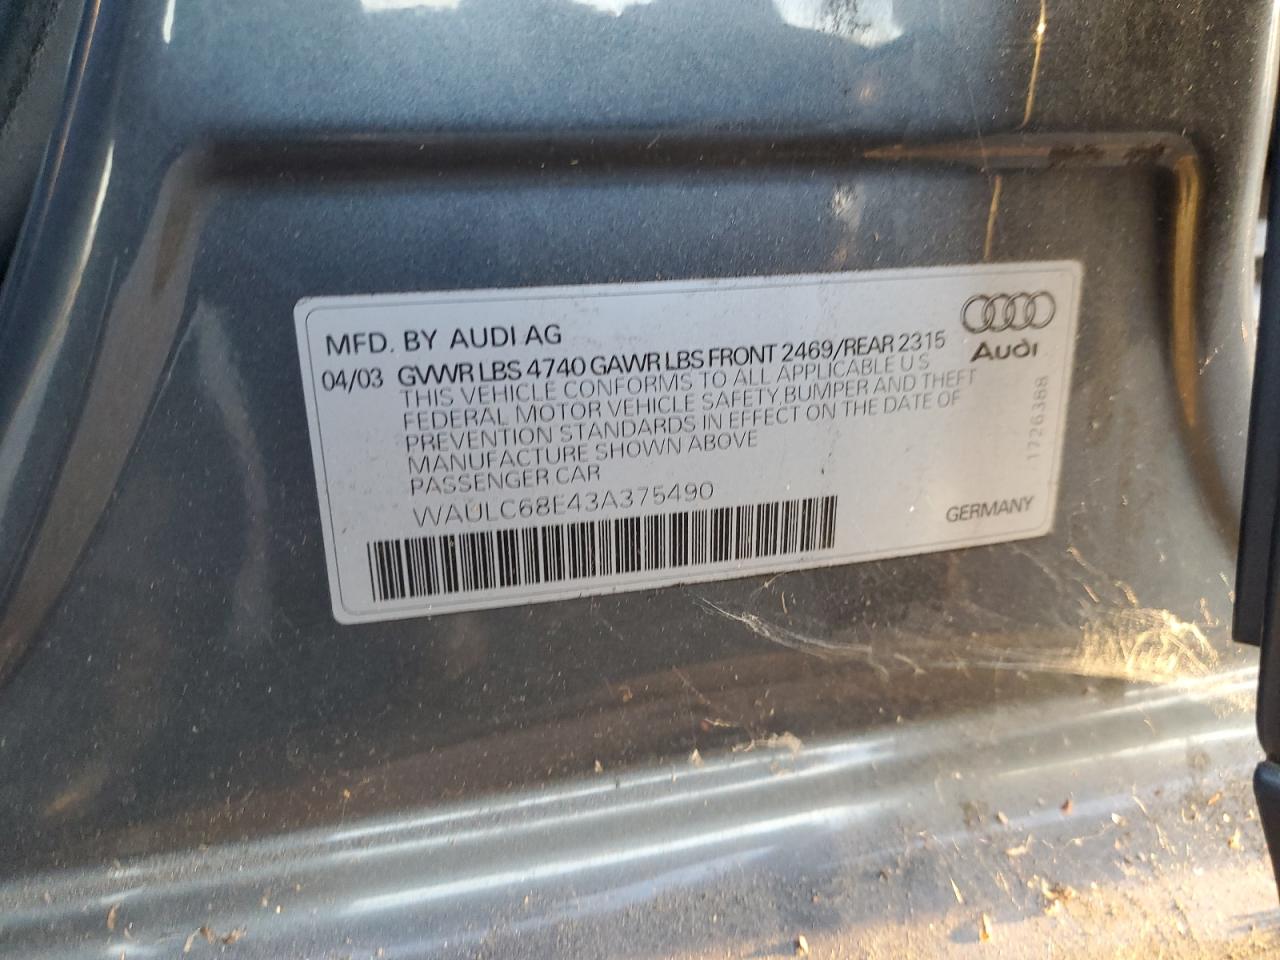 MFD. BY AUDI AG
04/03 GVWR LBS 4740 GAWR LBS FRONT 2469/REAR 2315
THIS VEHICLE CONFORMS TO ALL APPLICABLE U S
FEDERAL MOTOR VEHICLE SAFETY, BUMPER AND THEFT
PREVENTION STANDARDS IN EFFECT ON THE DATE OF
MANUFACTURE SHOWN ABOVE
PASSENGER CAR
WAULC68E43A375490
Audi
1726388
GERMANY